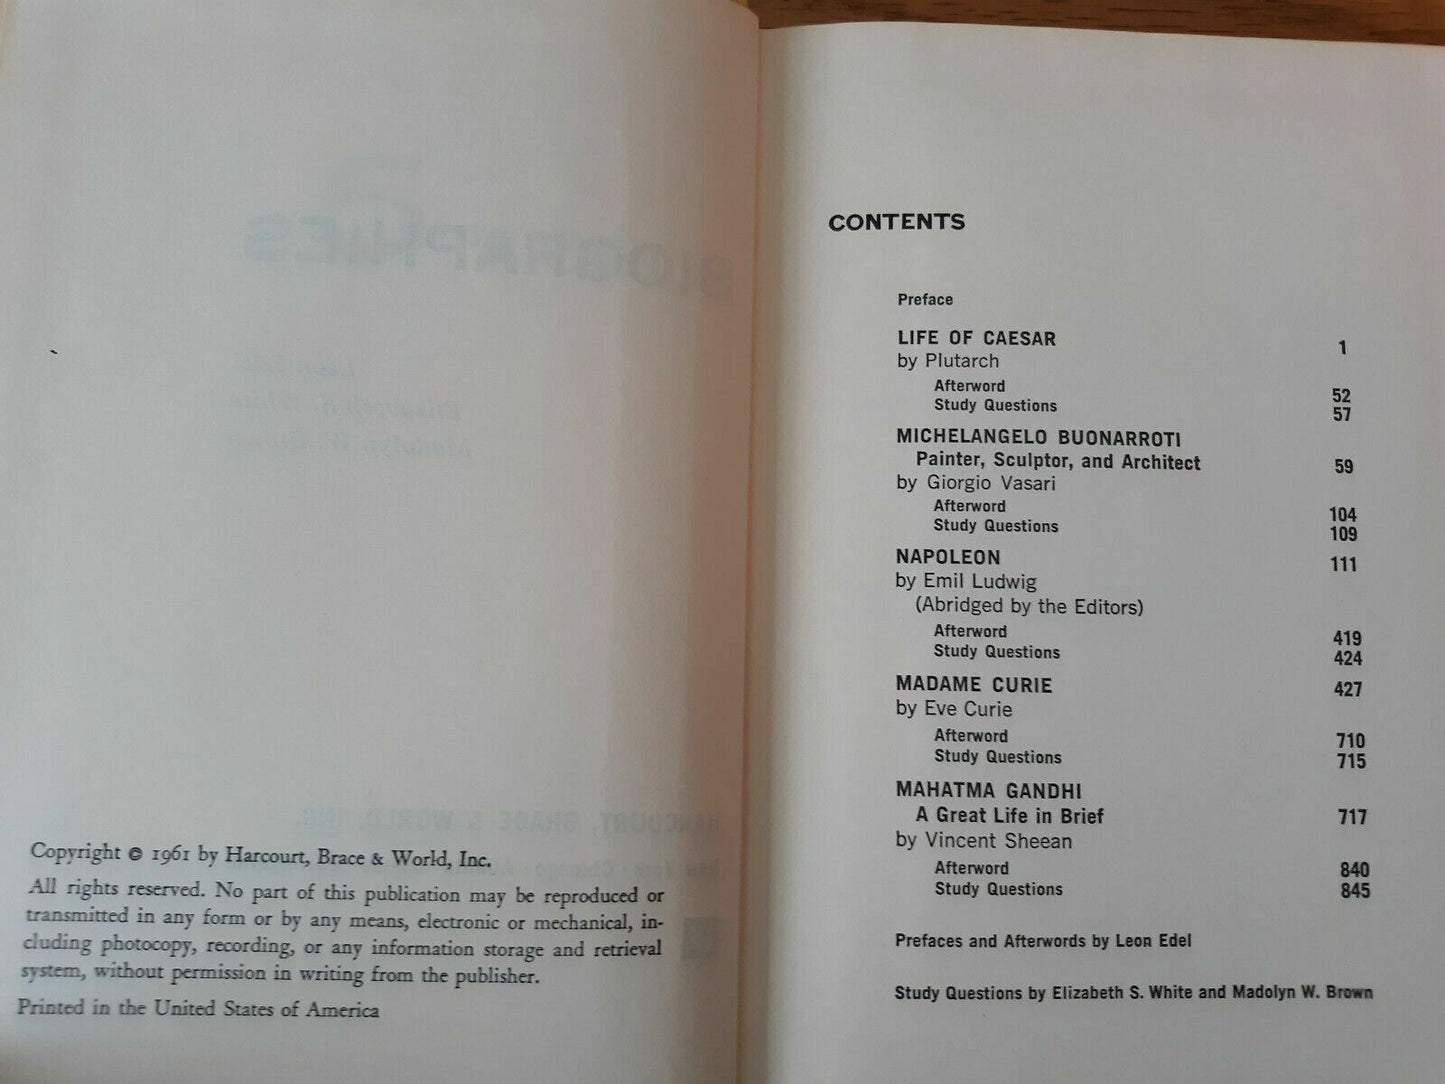 Copyright © 1961 by Harcourt, Brace & World, Inc.
All rights reserved. No part of this publication may be reproduced or
transmitted in any form or by any means, electronic or mechanical, in-
cluding photocopy, recording, or any information storage and retrieval
system, without permission in writing from the publisher.
Printed in the United States of America
CONTENTS
Preface
LIFE OF CAESAR 1
by Plutarch
Afterword 52
Study Questions 57
MICHELANGELO BUONARROTI
Painter, Sculptor, and Architect 59
by Giorgio Vasari
Afterword 104
Study Questions 109
NAPOLEON 111
by Emil Ludwig
(Abridged by the Editors)
Afterword 419
Study Questions 424
MADAME CURIE 427
by Eve Curie
Afterword 710
Study Questions 715
MAHATMA GANDHI
A Great Life in Brief 717
by Vincent Sheean
Afterword 840
Study Questions 845
Prefaces and Afterwords by Leon Edel
Study Questions by Elizabeth S. White and Madolyn W. Brown